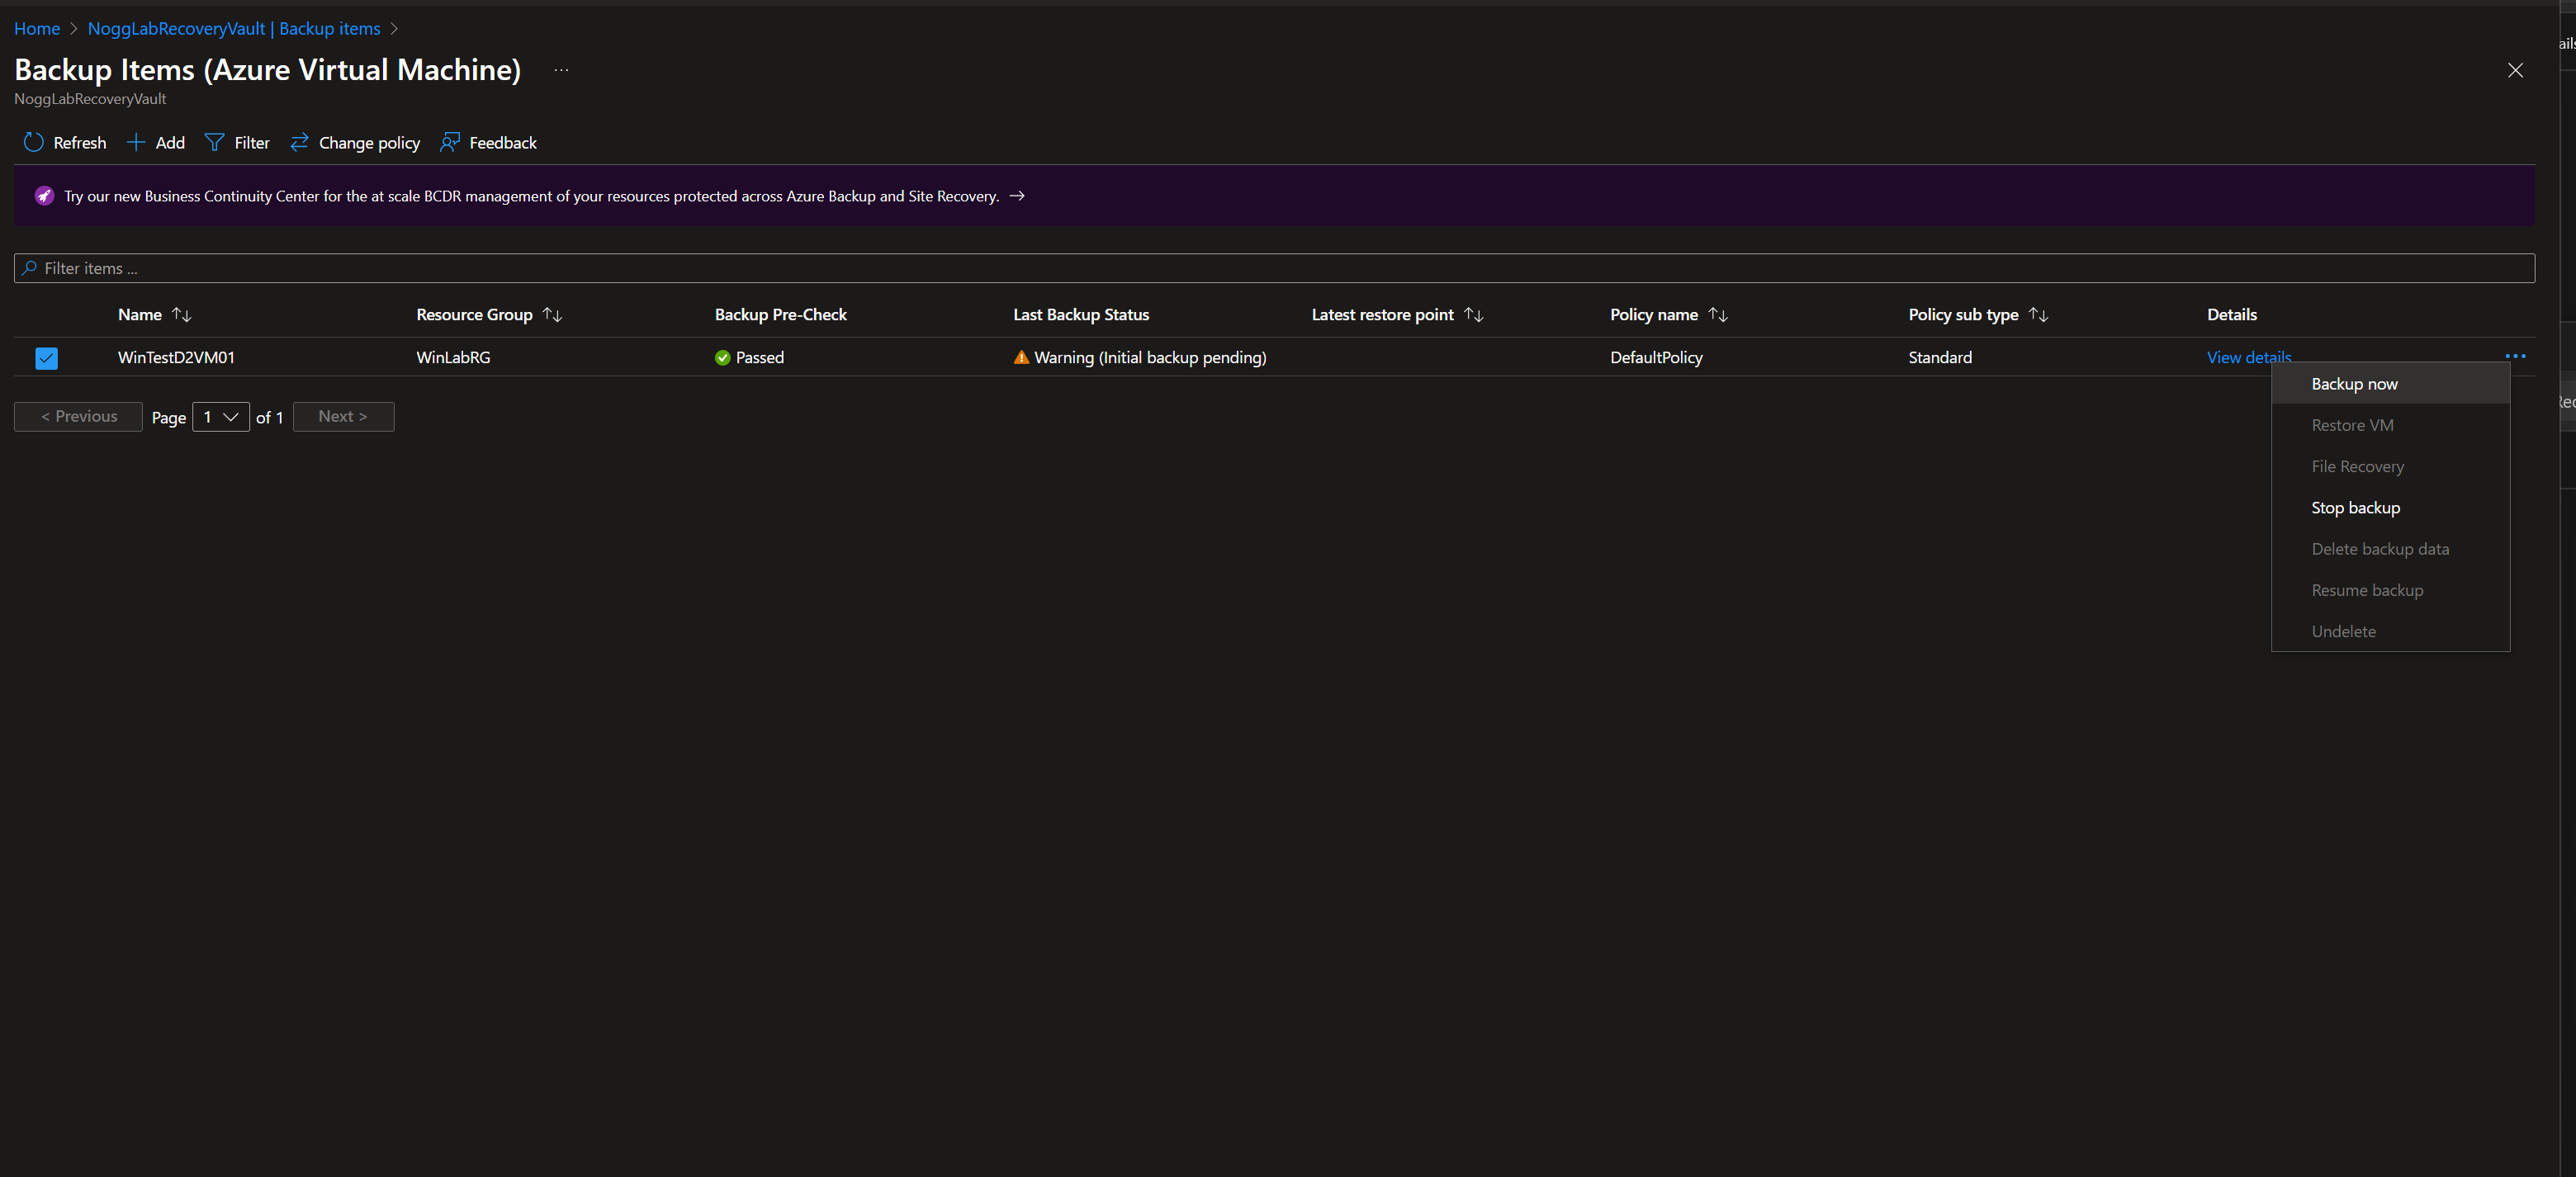 Home > NoggLabRecoveryVault | Backup items >
Backup Items (Azure Virtual Machine) ...
NoggLabRecoveryVault
Refresh Add Filter Change policy Feedback
Try our new Business Continuity Center for the at scale BCDR management of your resources protected across Azure Backup and Site Recovery. →
Filter items ...
Name ↑↓ Resource Group ↑↓ Backup Pre-Check Last Backup Status Latest restore point ↑↓ Policy name ↑↓ Policy sub type ↑↓ Details
WinTestD2VM01 WinLabRG Passed Warning (Initial backup pending) DefaultPolicy Standard View details ...
< Previous Page 1 of 1 Next >
Backup now
Restore VM
File Recovery
Stop backup
Delete backup data
Resume backup
Undelete